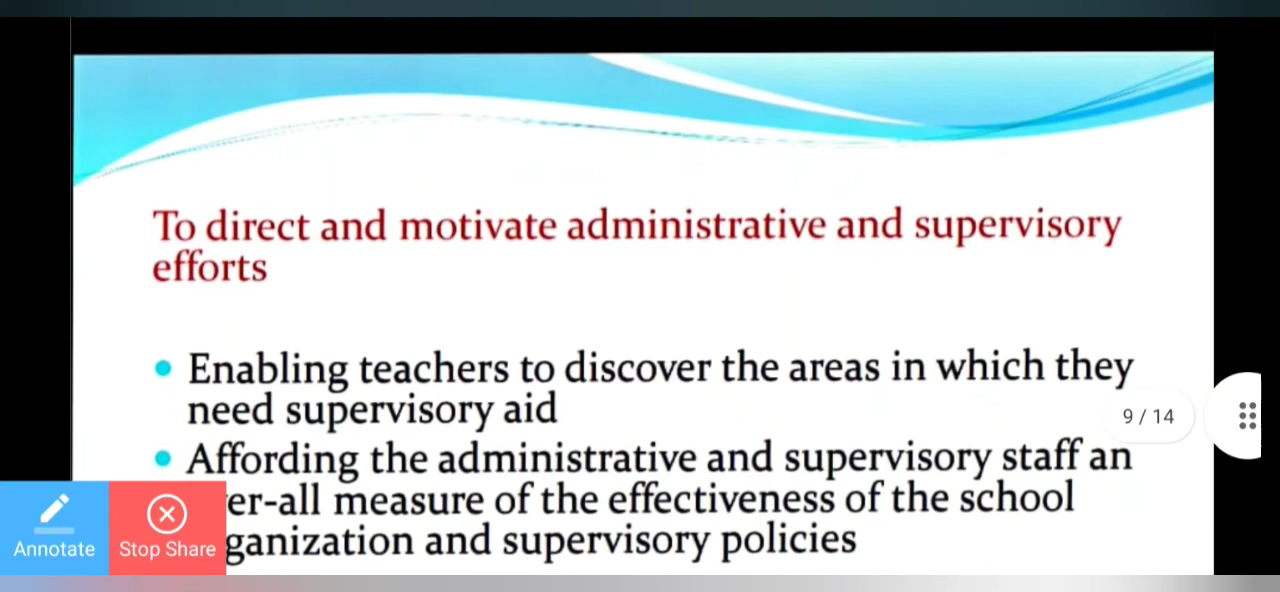 To direct and motivate administrative and supervisory
efforts
Enabling teachers to discover the areas in which they
need supervisory aid
9 / 14
Affording the administrative and supervisory staff an
er-all measure of the effectiveness of the school
ganization and supervisory policies
Annotate
Stop Share